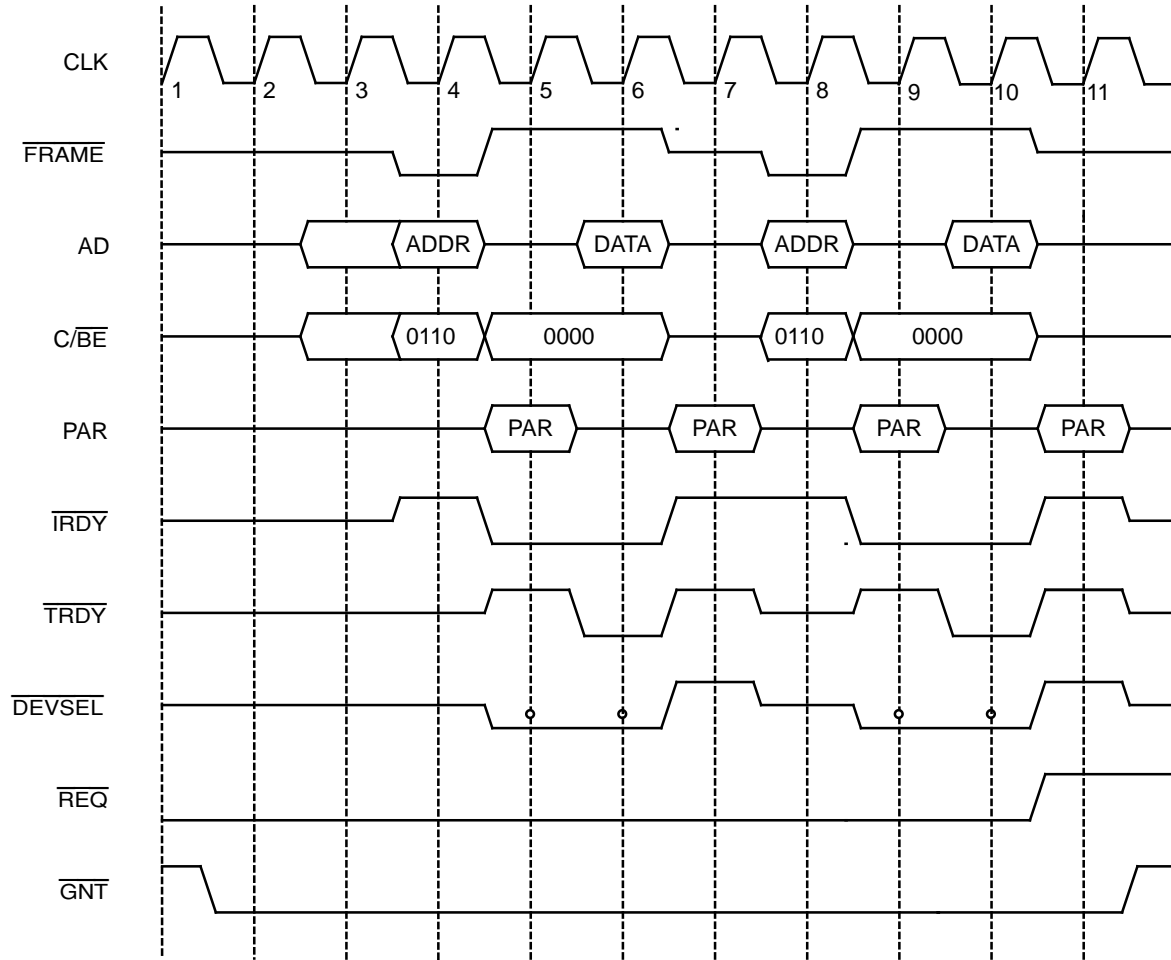 CLK
1 2 3 4 5 6 7 8 9 10 11
FRAME
AD
ADDR DATA ADDR DATA
C/BE
0110 0000 0110 0000
PAR
PAR PAR PAR PAR
IRDY
TRDY
DEVSEL
REQ
GNT